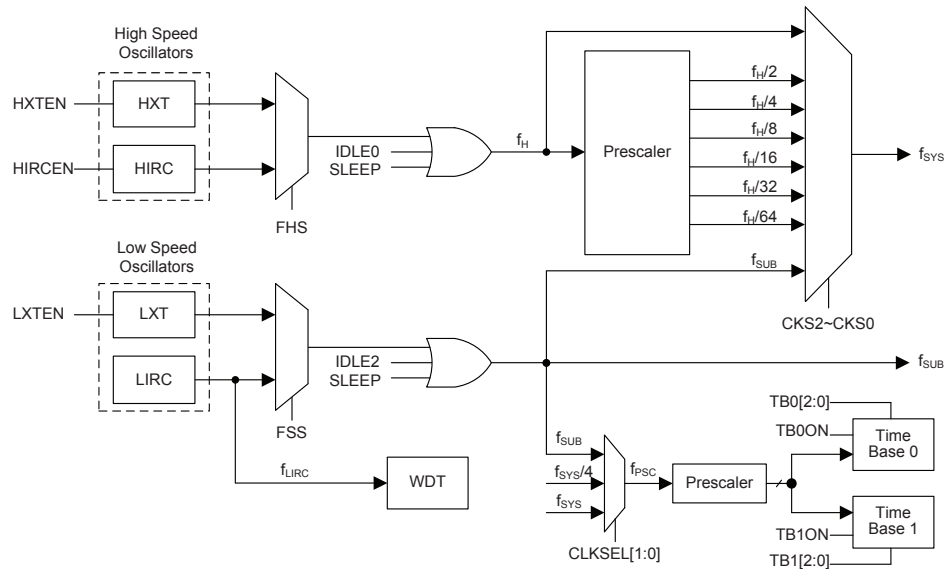 High Speed
Oscillators
HXTEN
HXT
HIRCEN
HIRC
FHS
IDLE0
SLEEP
fH
Prescaler
fH/2
fH/4
fH/8
fH/16
fH/32
fH/64
fSUB
CKS2~CKS0
fSYS
Low Speed
Oscillators
LXTEN
LXT
LIRC
FSS
IDLE2
SLEEP
fSUB
fLIRC
WDT
fSUB
fSYS/4
fSYS
CLKSEL[1:0]
fPSC
Prescaler
TB0[2:0]
TB0ON
Time
Base 0
TB1ON
Time
Base 1
TB1[2:0]